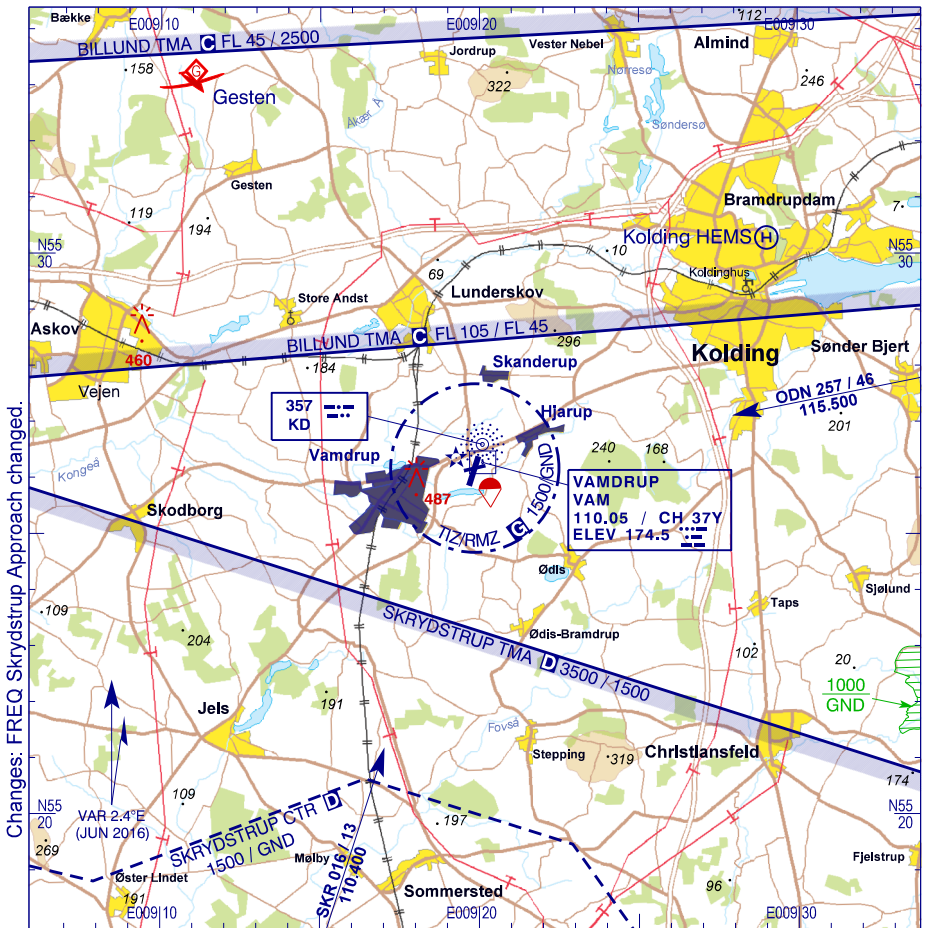 E009'10
E009'20
E009'30
Bække
112
BILLUND TMA C FL 45 / 2500
Vester Nebel
Almind
Jordrup
158
G
Gesten
322
Nørresø
246
Åkær Å
Søndersø
Gesten
Bramdrupdam
119
194
7
N55
30
Kolding HEMS H
10
N55
30
69
Koldinghus
Store Andst
Lunderskov
Askov
460
BILLUND TMA C FL 105 / FL 45
296
Kolding
Sønder Bjert
184
Skanderup
Vejen
357
KD
ODN 257 / 46
115.500
Hjarup
201
Vamdrup
240
168
Kongeå
487
1500/GND
TIZ/RMZ G
VAMDRUP
VAM
110.05 / CH 37Y
ELEV 174.5
Skodborg
Ødis
Sjølund
109
Taps
SKRYDSTRUP TMA D 3500 / 1500
Ødis-Bramdrup
204
102
20
1000
GND
191
Jels
Fovså
Stepping
319
Christiansfeld
174
109
N55
20
VAR 2.4°E
(JUN 2016)
SKRYDSTRUP CTR D
1500 / GND
197
N55
20
269
Mølby
SKR 016 / 13
110.400
Fjelstrup
Øster Lindet
191
Sommersted
96
E009'10
E009'20
E009'30
Changes: FREQ Skrydstrup Approach changed.